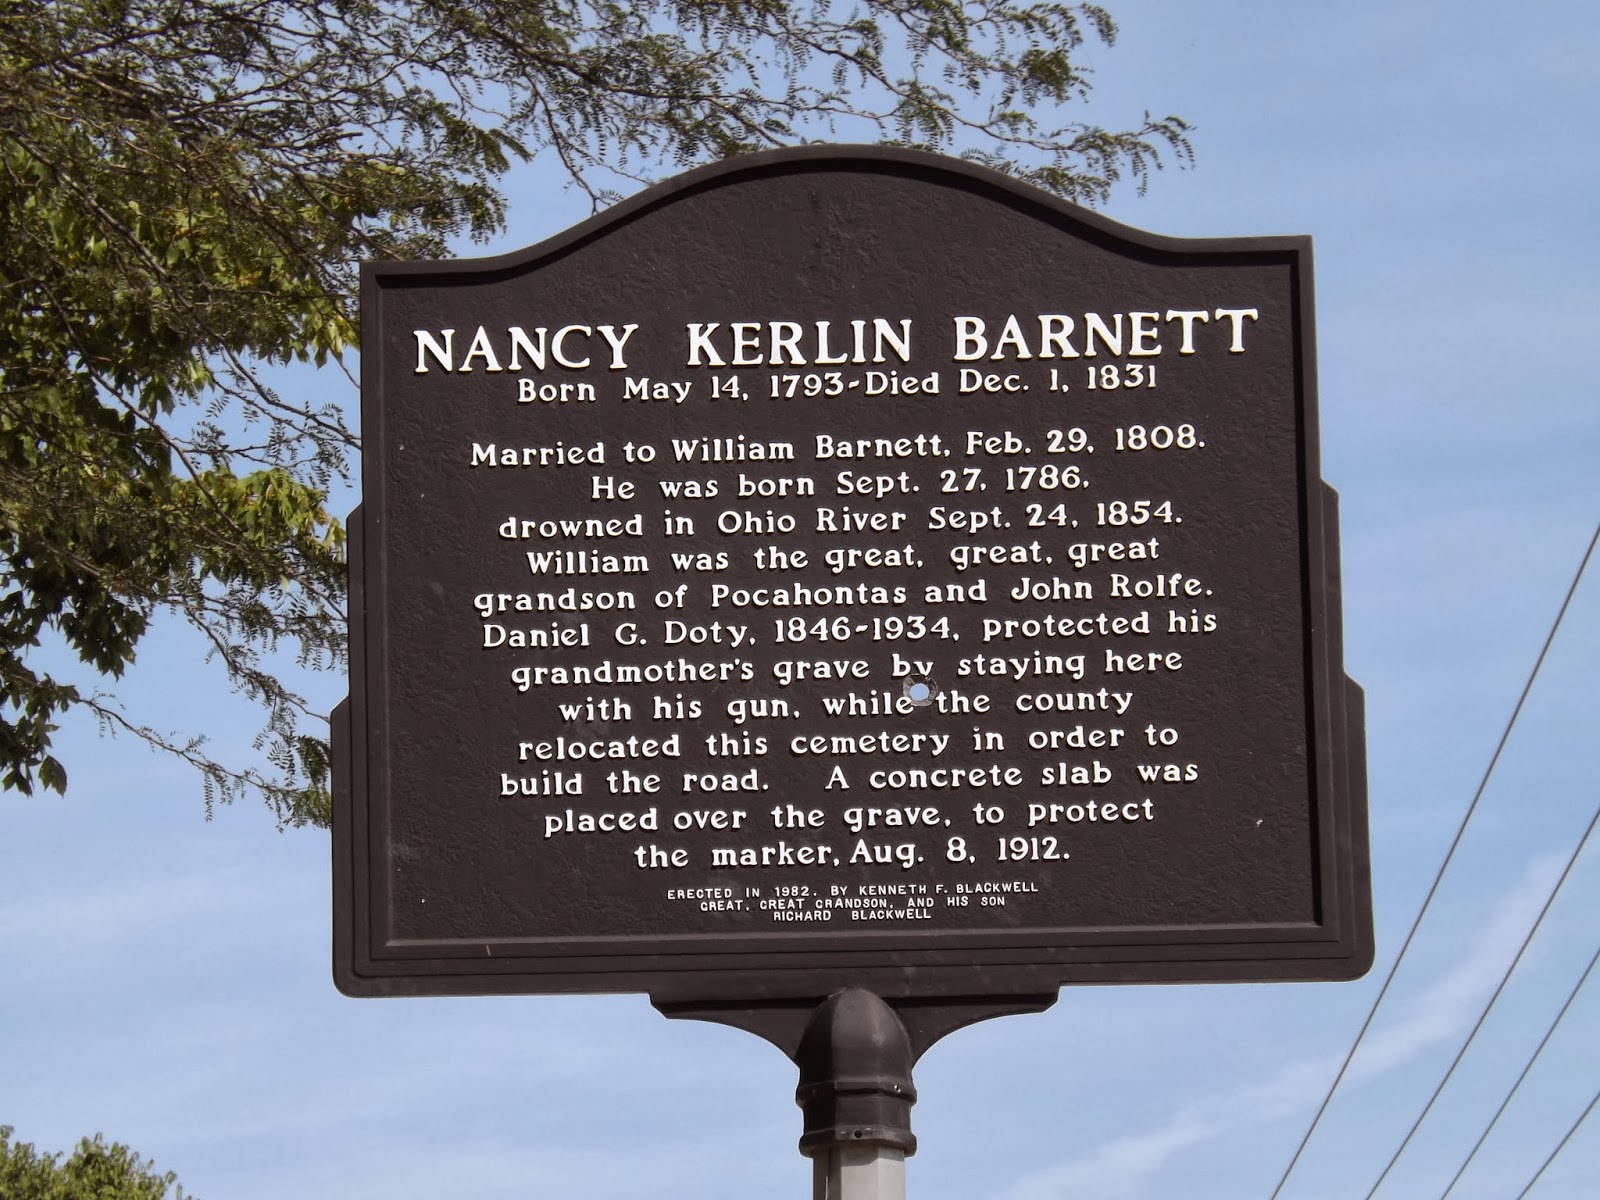 NANCY KERLIN BARNETT
Born May 14, 1793-Died Dec. 1, 1831
Married to William Barnett, Feb. 29, 1808.
He was born Sept. 27, 1786,
drowned in Ohio River Sept. 24, 1854.
William was the great, great, great
grandson of Pocahontas and John Rolfe.
Daniel G. Doty, 1846-1934, protected his
grandmother's grave by staying here
with his gun, while the county
relocated this cemetery in order to
build the road. A concrete slab was
placed over the grave, to protect
the marker, Aug. 8, 1912.
ERECTED IN 1982, BY KENNETH F. BLACKWELL
GREAT, GREAT GRANDSON, AND HIS SON
RICHARD BLACKWELL